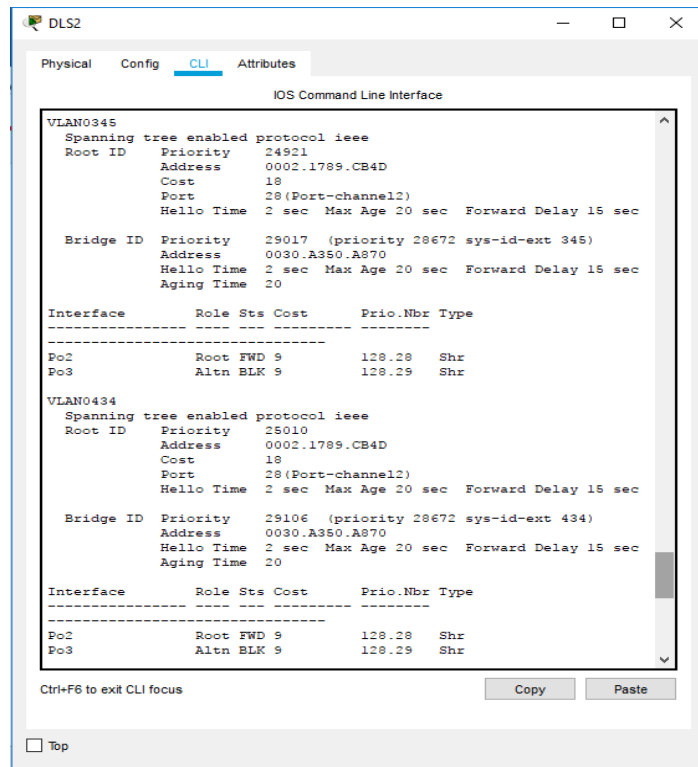 DLS2
Physical Config CLI Attributes
IOS Command Line Interface
VLAN0345
  Spanning tree enabled protocol ieee
  Root ID    Priority    24921
             Address     0002.1789.CB4D
             Cost        18
             Port        28(Port-channel2)
             Hello Time  2 sec  Max Age 20 sec  Forward Delay 15 sec
  Bridge ID  Priority    29017  (priority 28672 sys-id-ext 345)
             Address     0030.A350.A870
             Hello Time  2 sec  Max Age 20 sec  Forward Delay 15 sec
             Aging Time  20
Interface        Role Sts Cost      Prio.Nbr Type
---------------- ---- --- --------- --------
--------------------------------
Po2              Root FWD 9         128.28   Shr
Po3              Altn BLK 9         128.29   Shr
VLAN0434
  Spanning tree enabled protocol ieee
  Root ID    Priority    25010
             Address     0002.1789.CB4D
             Cost        18
             Port        28(Port-channel2)
             Hello Time  2 sec  Max Age 20 sec  Forward Delay 15 sec
  Bridge ID  Priority    29106  (priority 28672 sys-id-ext 434)
             Address     0030.A350.A870
             Hello Time  2 sec  Max Age 20 sec  Forward Delay 15 sec
             Aging Time  20
Interface        Role Sts Cost      Prio.Nbr Type
---------------- ---- --- --------- --------
--------------------------------
Po2              Root FWD 9         128.28   Shr
Po3              Altn BLK 9         128.29   Shr
Ctrl+F6 to exit CLI focus Copy Paste
Top